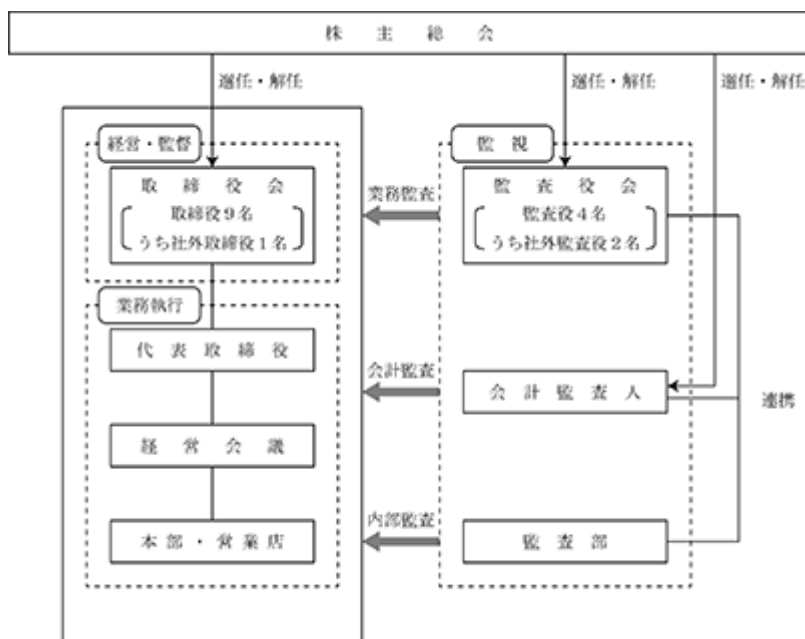 株主総会
選任・解任
選任・解任
選任・解任
経営・監督
監視
取締役会
取締役9名
うち社外取締役1名
業務監査
監査役会
監査役4名
うち社外監査役2名
業務執行
代表取締役
会計監査
会計監査人
連携
経営会議
内部監査
本部・営業店
監査部